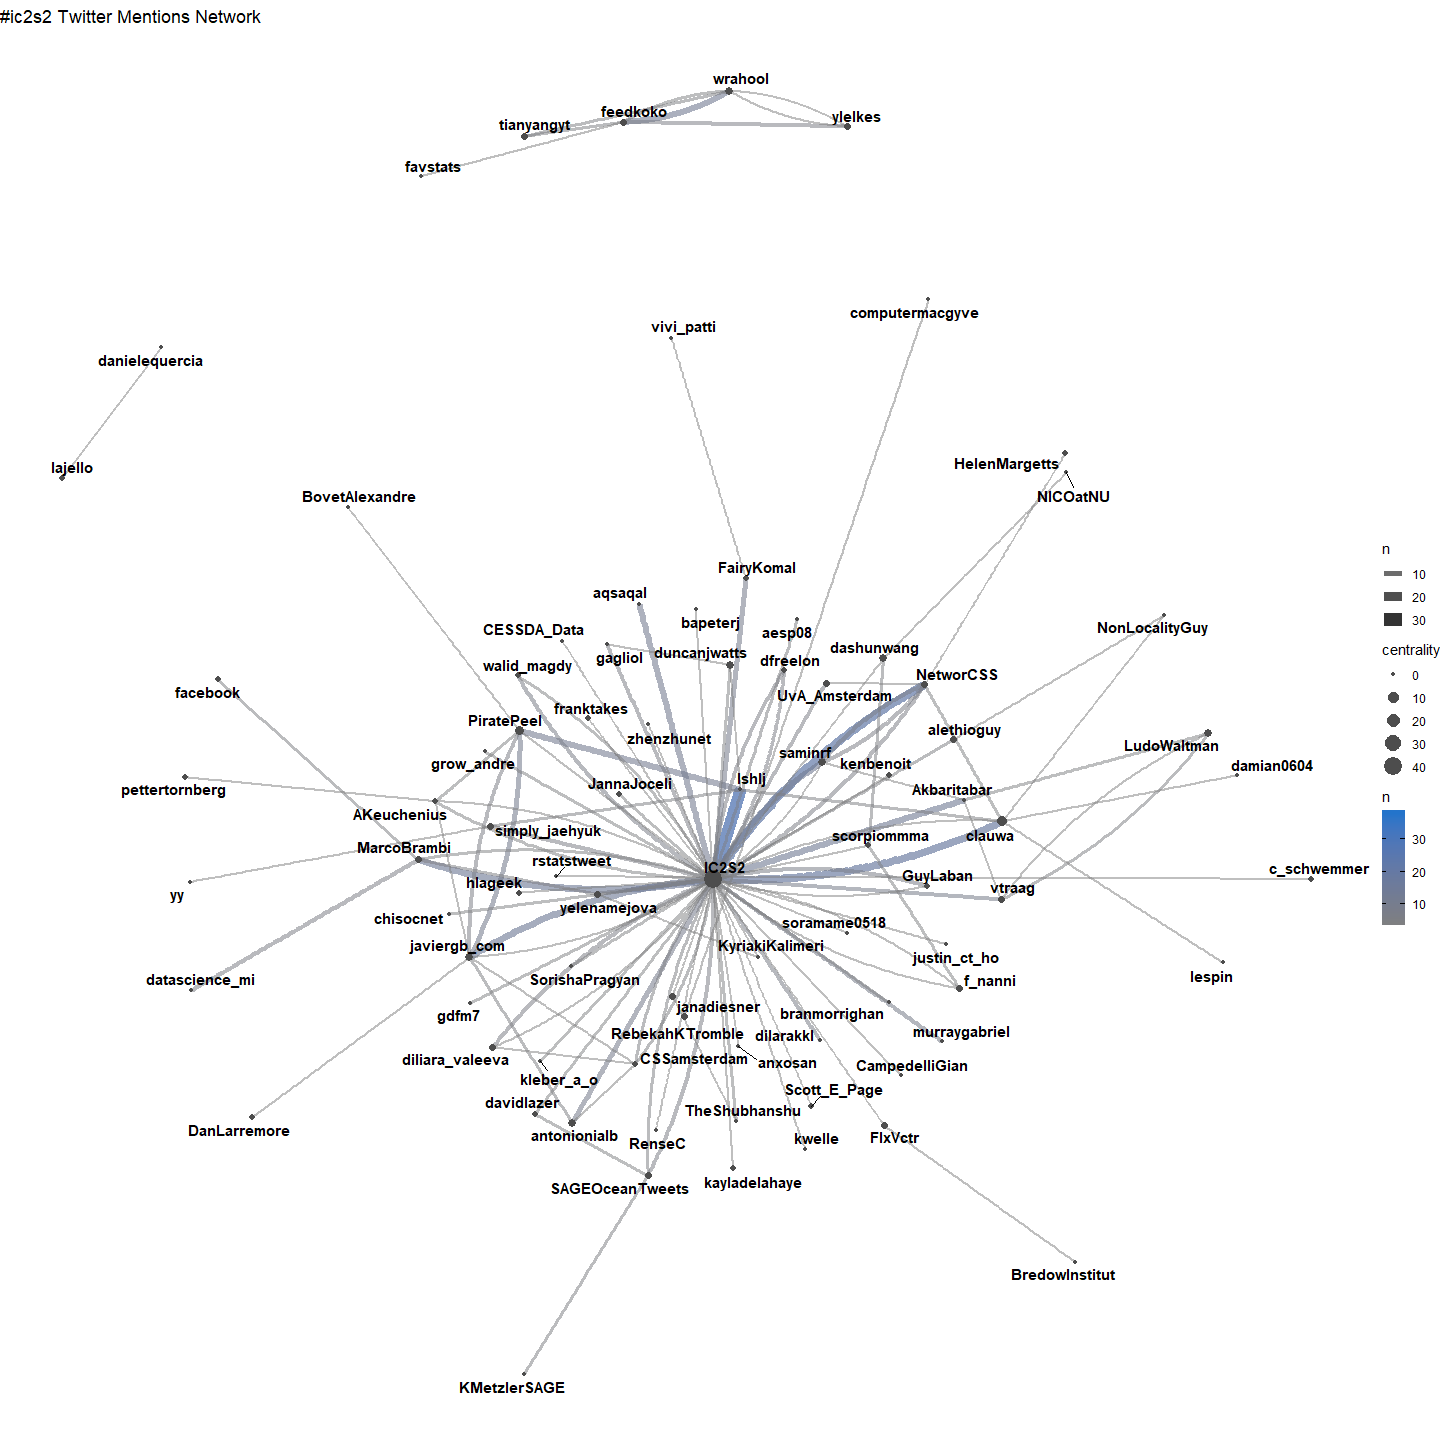 #ic2s2 Twitter Mentions Network
wrahool
feedkoko
ylelkes
tianyangyt
favstats
computermacgyve
vivi_patti
danielequercia
lajello
HelenMargetts
NICOatNU
BovetAlexandre
FairyKomal
aqsaqal
bapeterj
aesp08
CESSDA_Data
NonLocalityGuy
gagliol
duncanjwatts
dfreelon
dashunwang
walid_magdy
NetworCSS
UvA_Amsterdam
facebook
franktakes
PiratePeel
alethioguy
zhenzhunet
LudoWaltman
saminrf
kenbenoit
grow_andre
damian0604
lshlj
JannaJoceli
Akbaritabar
pettertornberg
AKeuchenius
simply_jaehyuk
scorpiommma
clauwa
MarcoBrambi
rstatstweet
IC2S2
c_schwemmer
GuyLaban
hlageek
vtraag
yy
yelenamejova
chisocnet
soramame0518
javiergb_com
KyriakiKalimeri
justin_ct_ho
lespin
datascience_mi
SorishaPragyan
f_nanni
janadiesner
branmorrighan
gdfm7
RebekahKTromble
dilarakkl
murraygabriel
diliara_valeeva
CSSamsterdam
anxosan
CampedelliGian
kleber_a_o
Scott_E_Page
davidlazer
TheShubhanshu
DanLarremore
antonionialb
RenseC
kwelle
FlxVctr
kayladelahaye
SAGEOceanTweets
BredowInstitut
KMetzlerSAGE
n
10
20
30
centrality
0
10
20
30
40
n
30
20
10